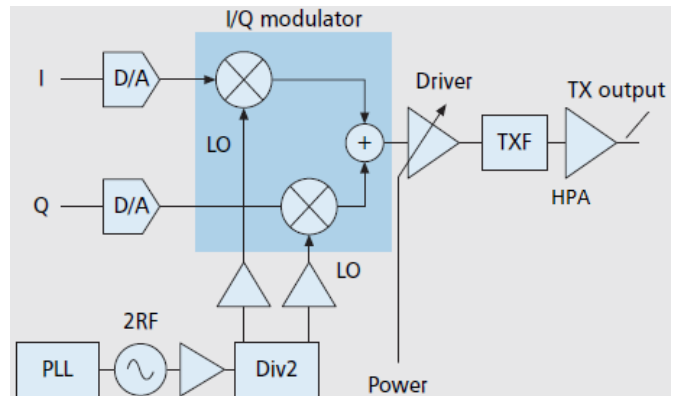 I/Q modulator
I
D/A
Driver
TX output
LO
+
TXF
Q
D/A
HPA
LO
2RF
PLL
Div2
Power